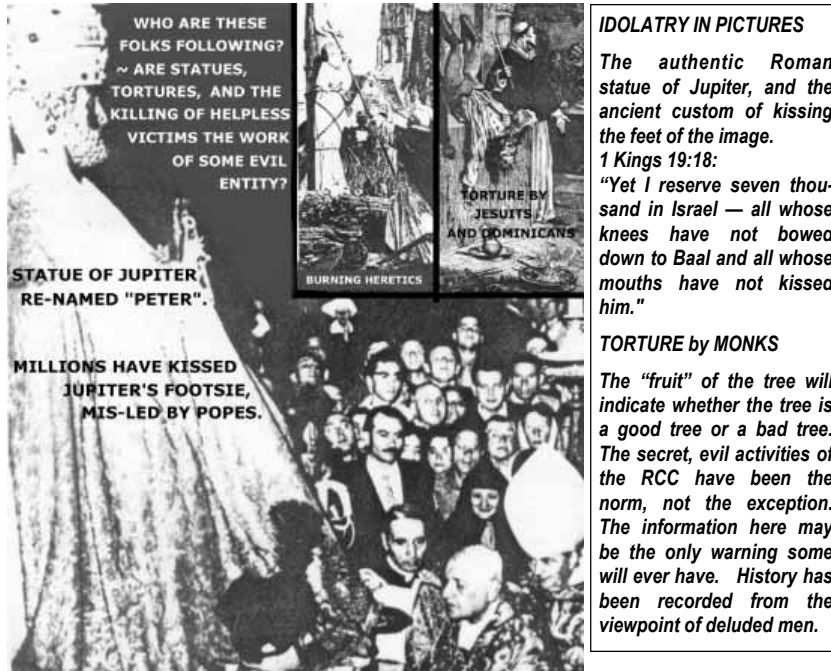 WHO ARE THESE
FOLKS FOLLOWING?
~ ARE STATUES,
TORTURES, AND THE
KILLING OF HELPLESS
VICTIMS THE WORK
OF SOME EVIL
ENTITY?
BURNING HERETICS
TORTURE BY
JESUITS
AND DOMINICANS
STATUE OF JUPITER
RE-NAMED "PETER".
MILLIONS HAVE KISSED
JUPITER'S FOOTSIE,
MIS-LED BY POPES.
IDOLATRY IN PICTURES
The authentic Roman
statue of Jupiter, and the
ancient custom of kissing
the feet of the image.
1 Kings 19:18:
“Yet I reserve seven thou-
sand in Israel — all whose
knees have not bowed
down to Baal and all whose
mouths have not kissed
him."
TORTURE by MONKS
The “fruit” of the tree will
indicate whether the tree is
a good tree or a bad tree.
The secret, evil activities of
the RCC have been the
norm, not the exception.
The information here may
be the only warning some
will ever have. History has
been recorded from the
viewpoint of deluded men.